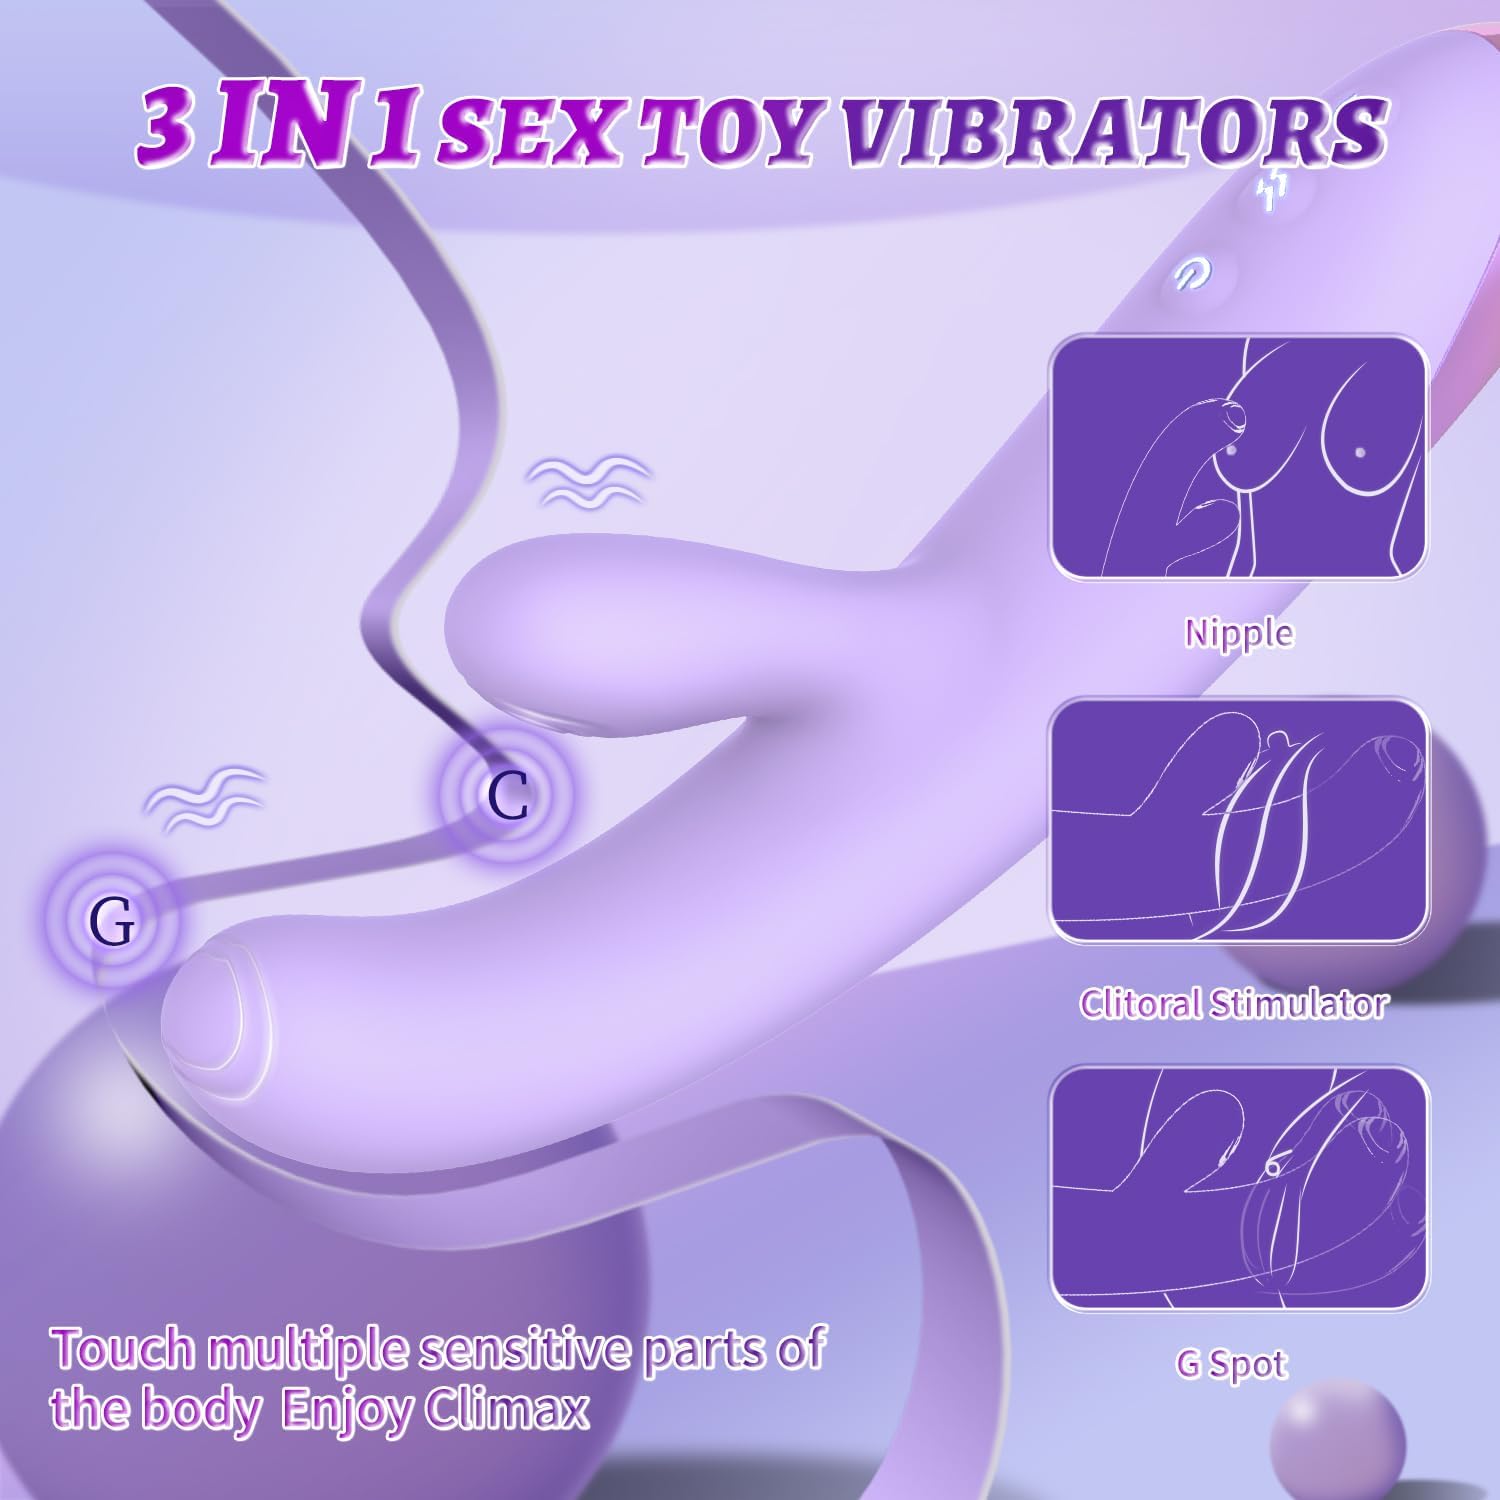 3 IN 1 SEX TOY VIBRATORS
Nipple
C
G
Clitoral Stimulator
G Spot
Touch multiple sensitive parts of
the body Enjoy Climax